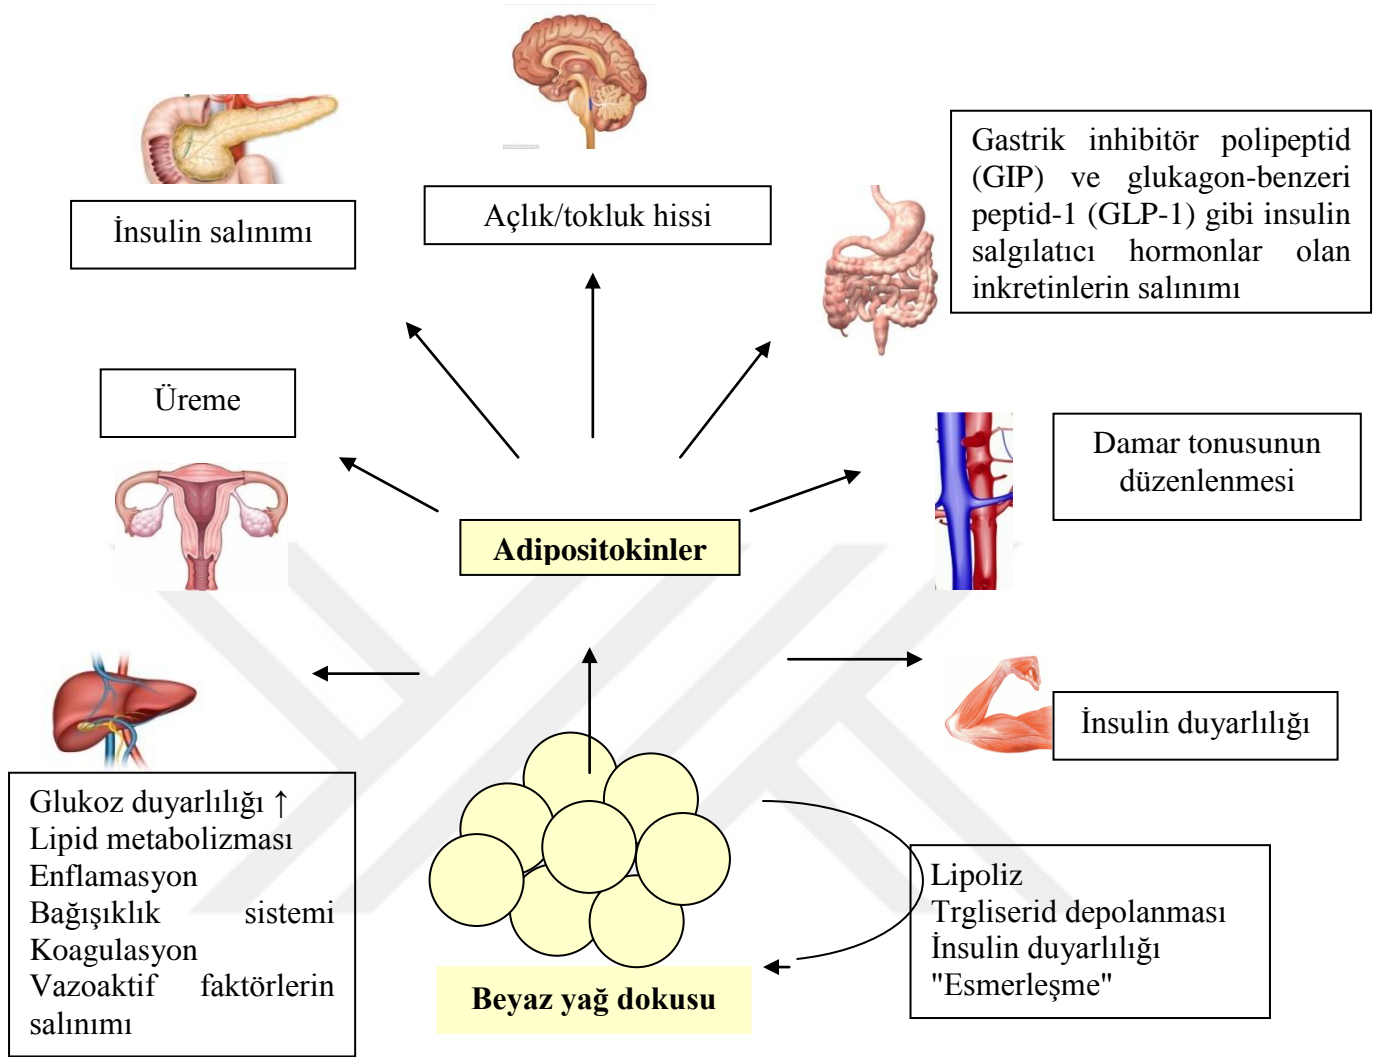 Açlık/tokluk hissi
İnsulin salınımı
Gastrik inhibitör polipeptid
(GIP) ve glukagon-benzeri
peptid-1 (GLP-1) gibi insulin
salgılatıcı hormonlar olan
inkretinlerin salınımı
Üreme
Damar tonusunun
düzenlenmesi
Adipositokinler
İnsulin duyarlılığı
Glukoz duyarlılığı ↑
Lipid metabolizması
Enflamasyon
Bağışıklık sistemi
Koagulasyon
Vazoaktif faktörlerin
salınımı
Lipoliz
Trgliserid depolanması
İnsulin duyarlılığı
"Esmerleşme"
Beyaz yağ dokusu